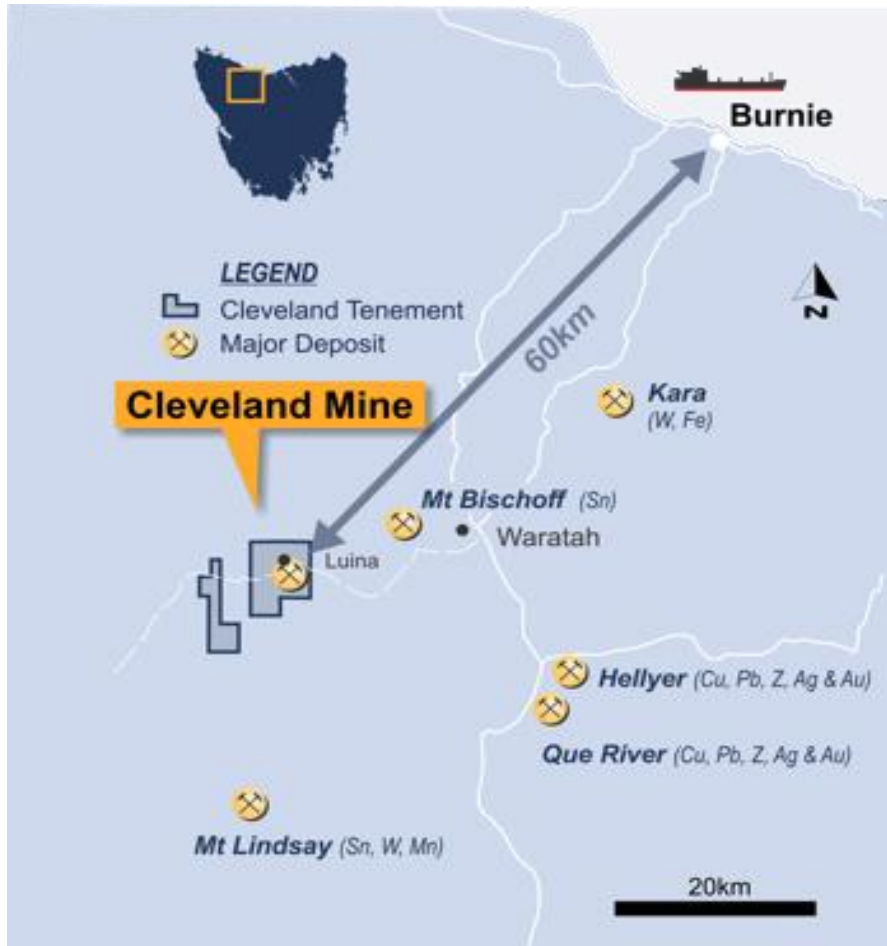 Burnie
LEGEND
Cleveland Tenement
Major Deposit
60km
N
Cleveland Mine
Kara
(W, Fe)
Mt Bischoff (Sn)
Waratah
Luina
Hellyer (Cu, Pb, Z, Ag & Au)
Que River (Cu, Pb, Z, Ag & Au)
Mt Lindsay (Sn, W, Mn)
20km